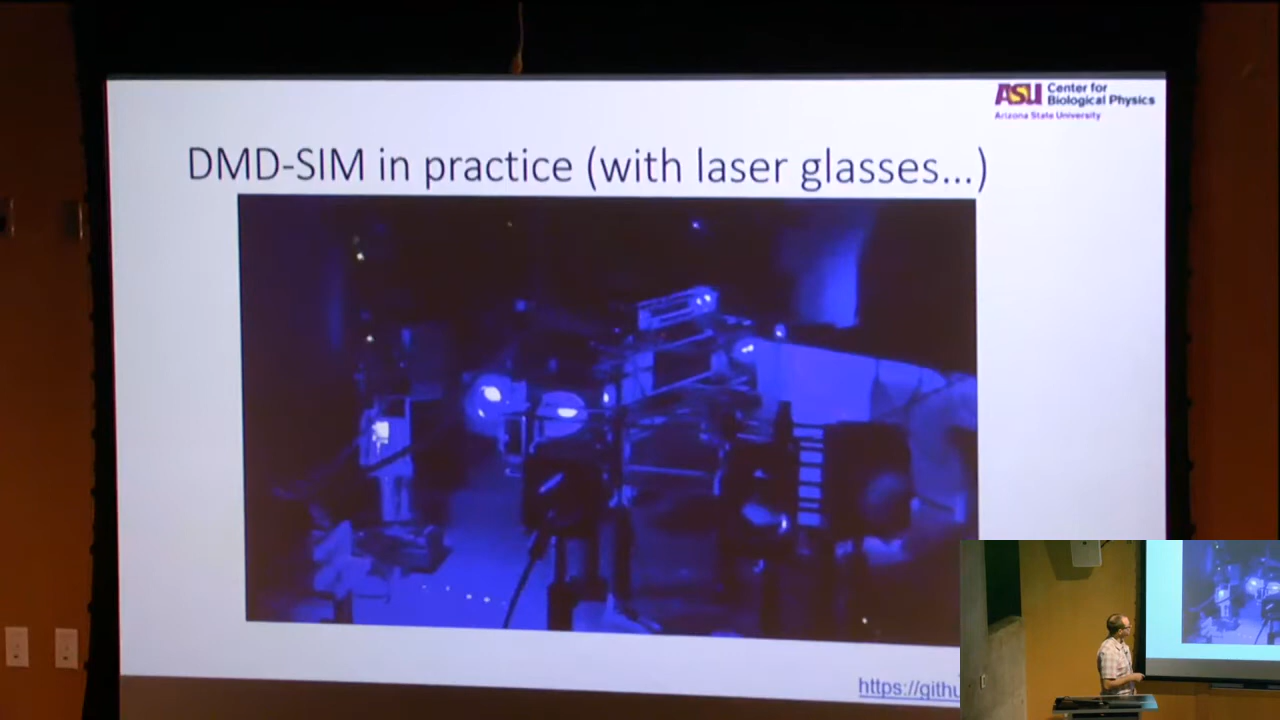 ASU Center for
Biological Physics
Arizona State University
DMD-SIM in practice (with laser glasses...)
https://githu